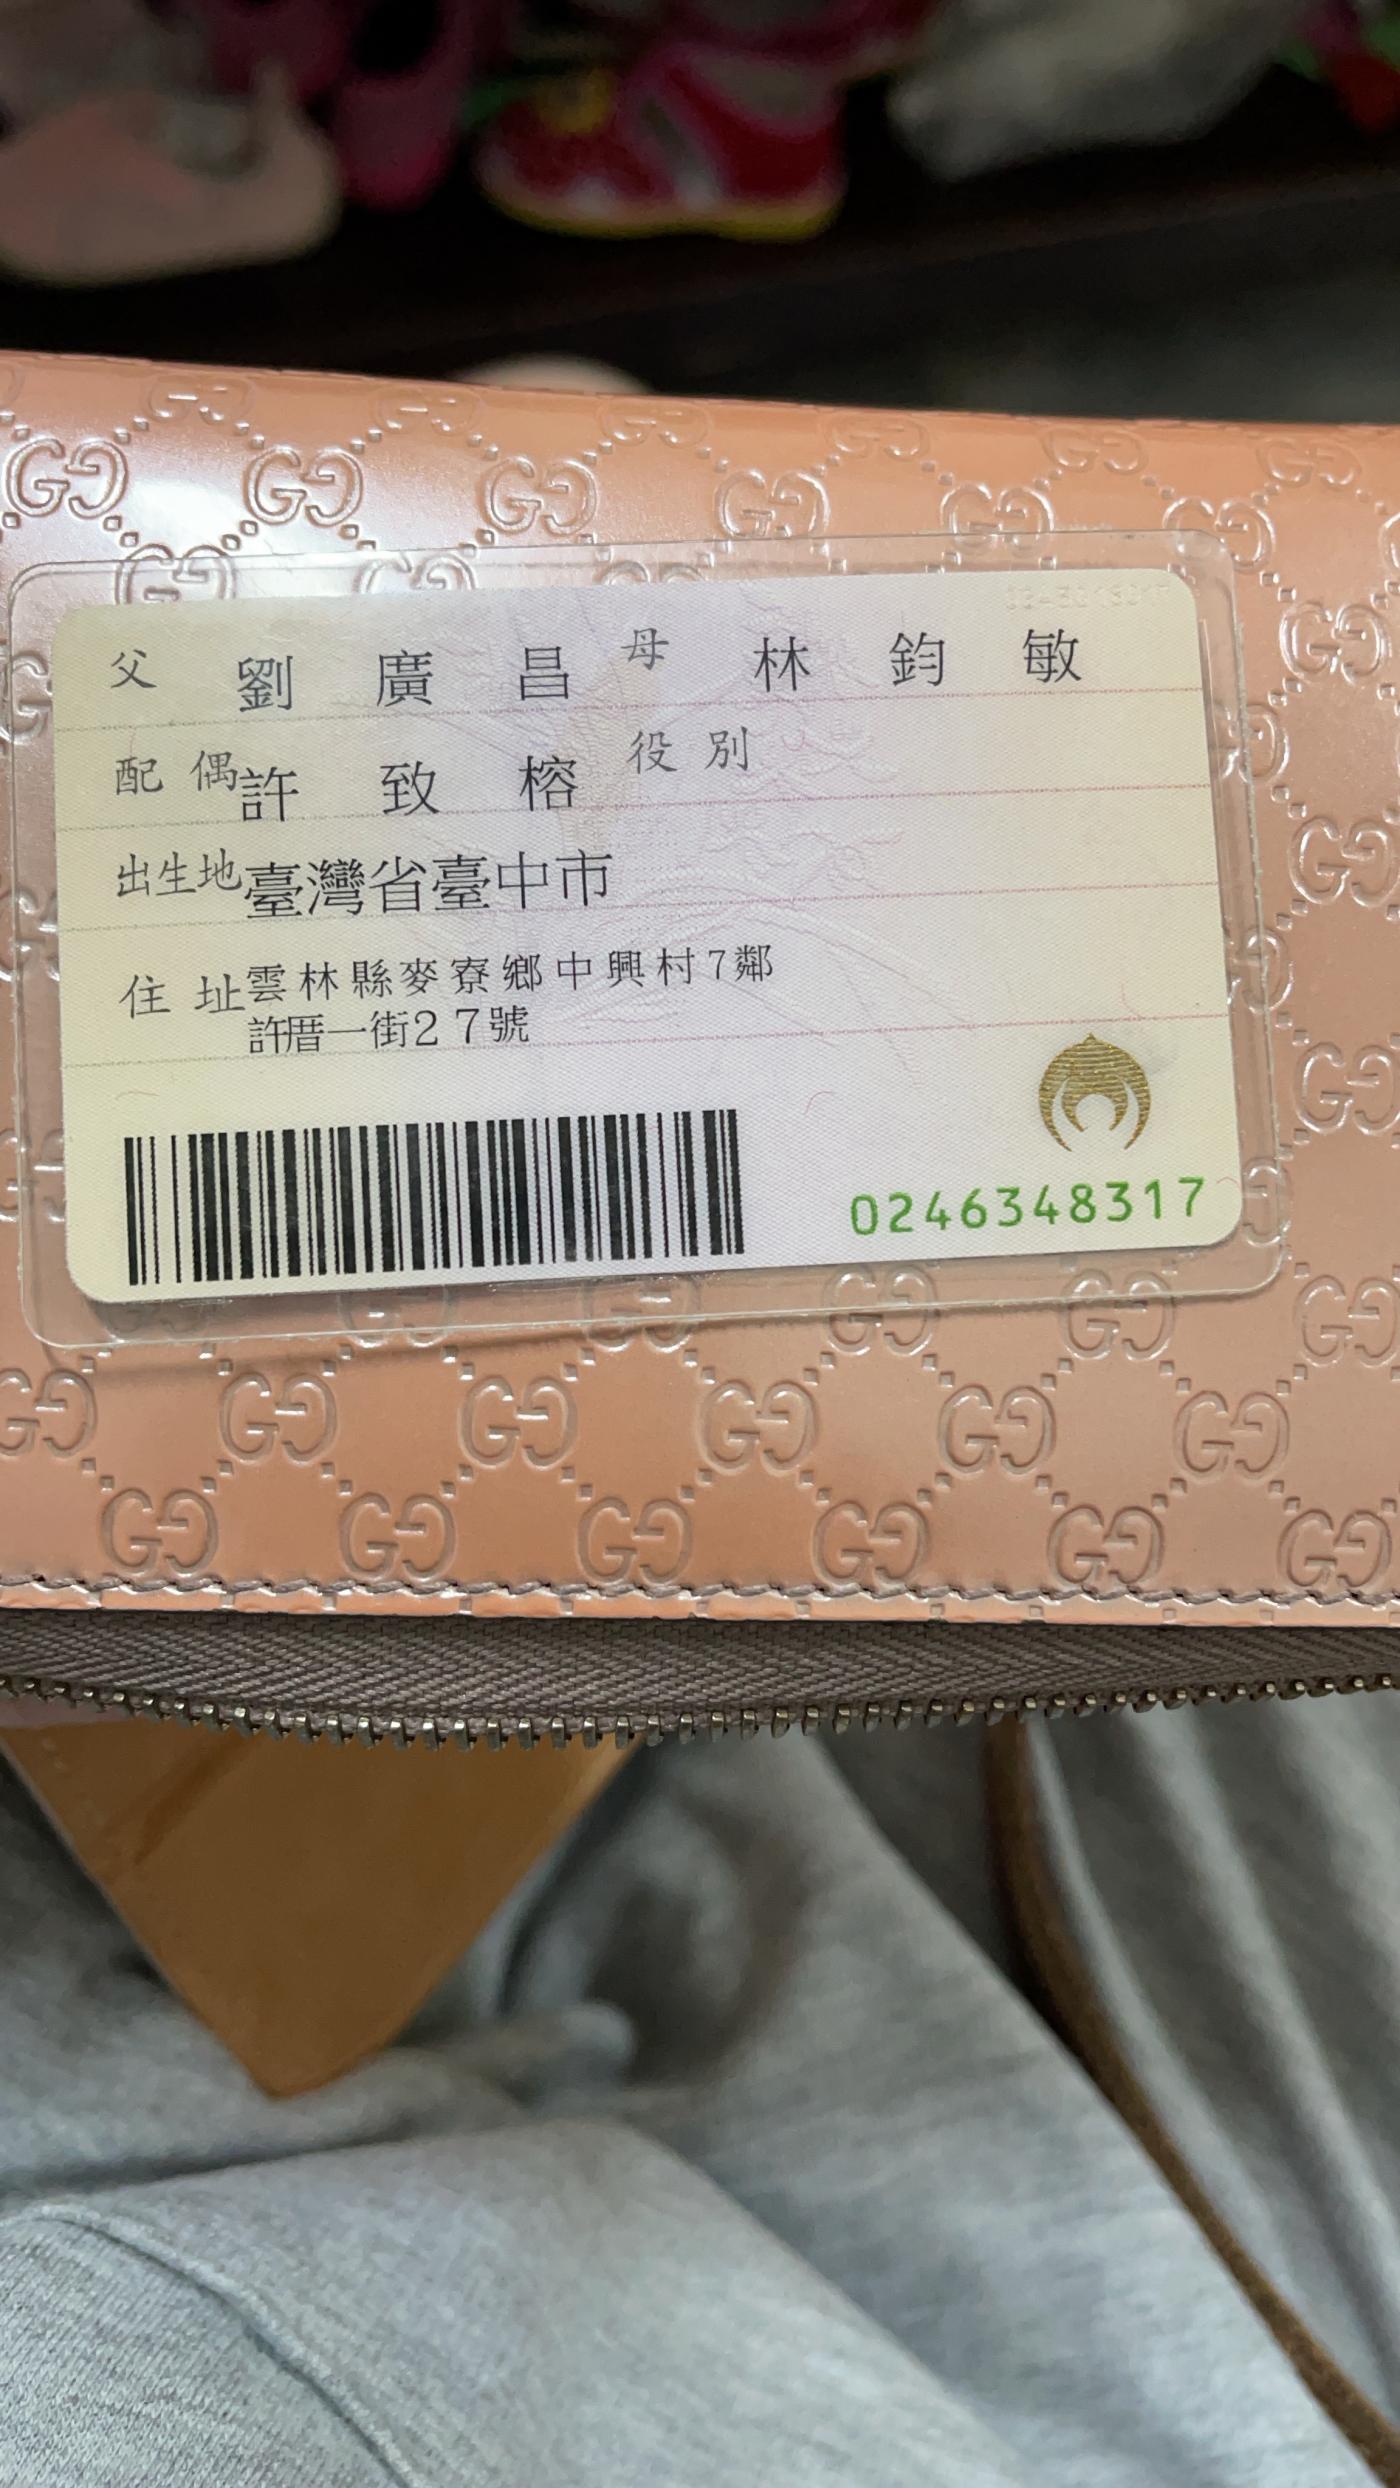 父 劉廣昌 母 林鈞敏
配偶 許致榕 役別
出生地 臺灣省臺中市
住址 雲林縣麥寮鄉中興村7鄰
許厝一街27號
0246348317